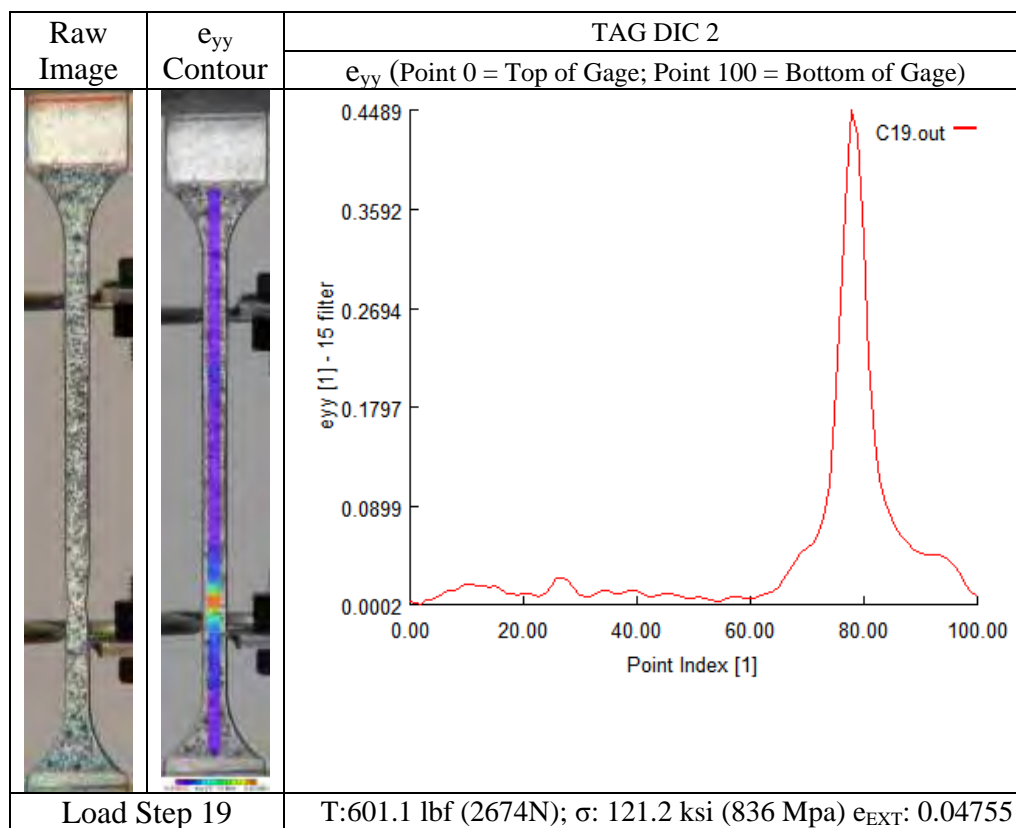 Raw Image
e_yy Contour
TAG DIC 2
e_yy (Point 0 = Top of Gage; Point 100 = Bottom of Gage)
0.4489
C19.out
0.3592
0.2694
0.1797
0.0899
0.0002
eyy [1] - 15 filter
0.00
20.00
40.00
60.00
80.00
100.00
Point Index [1]
Load Step 19
T:601.1 lbf (2674N); σ: 121.2 ksi (836 Mpa) e_EXT: 0.04755